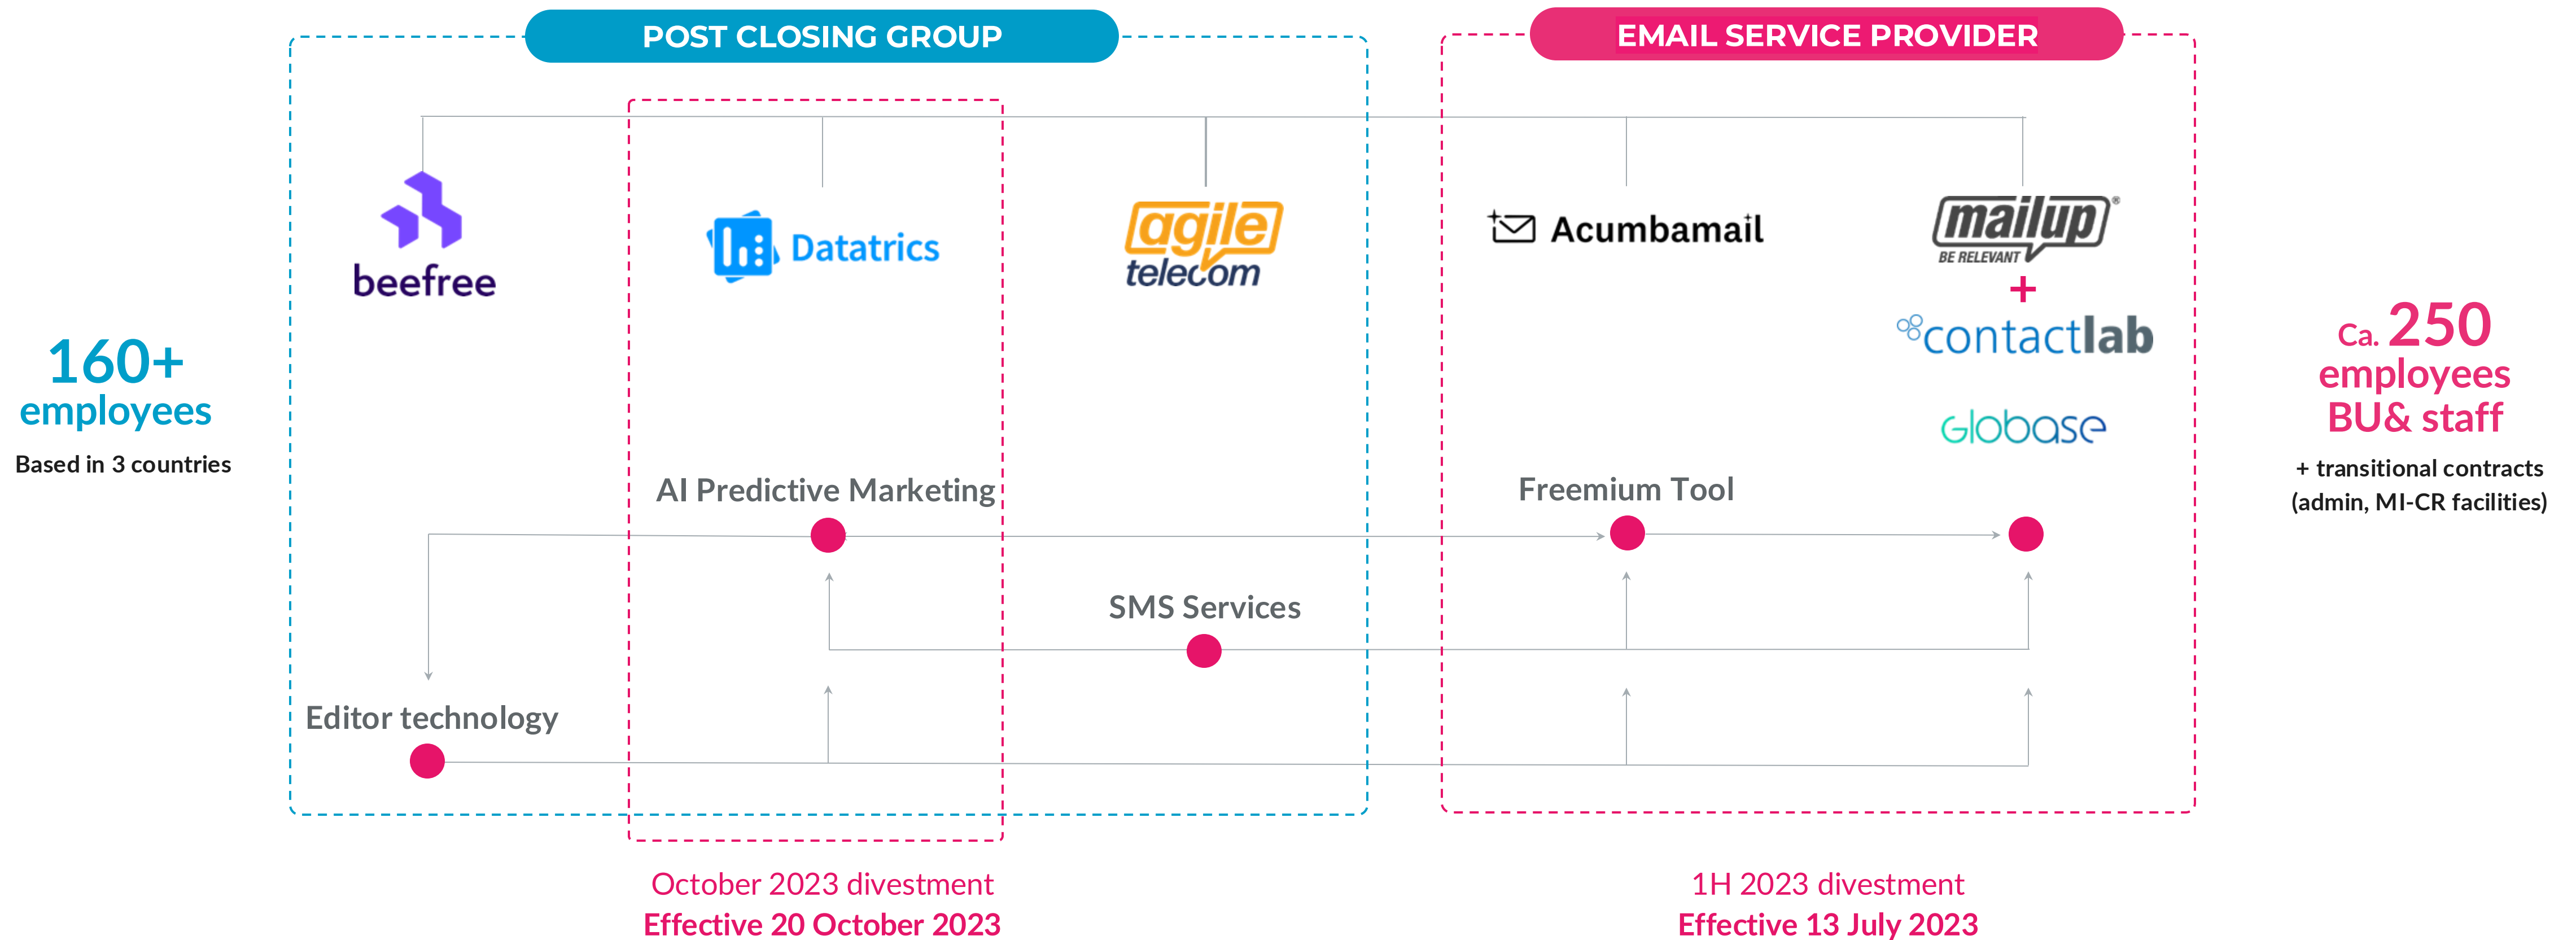 POST CLOSING GROUP
EMAIL SERVICE PROVIDER
beefree
Datatrics
agile
telecom
Acumbamail
mailup®
BE RELEVANT
+
contactlab
Globase
160+
employees
Based in 3 countries
Ca. 250
employees
BU& staff
+ transitional contracts
(admin, MI-CR facilities)
AI Predictive Marketing
Freemium Tool
SMS Services
Editor technology
October 2023 divestment
Effective 20 October 2023
1H 2023 divestment
Effective 13 July 2023